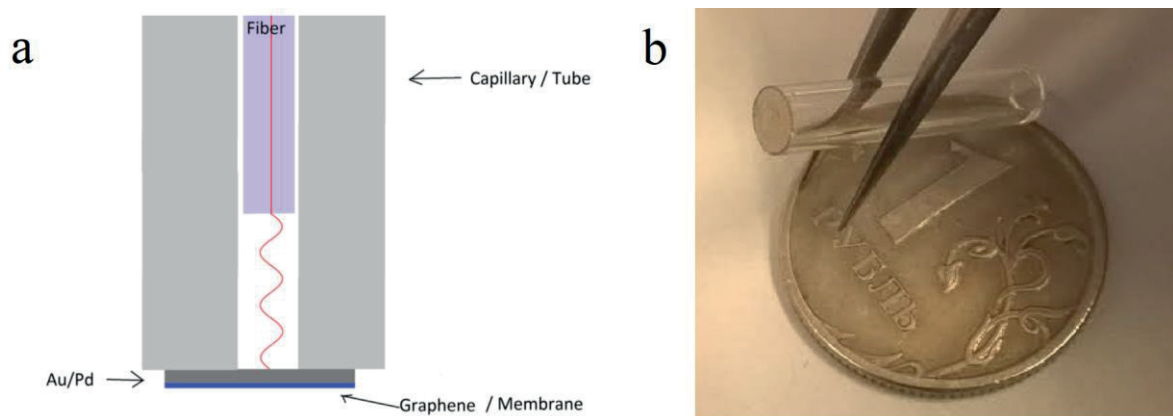 a
Fiber
Capillary / Tube
Au/Pd
Graphene / Membrane
b
1
РУБЛЬ